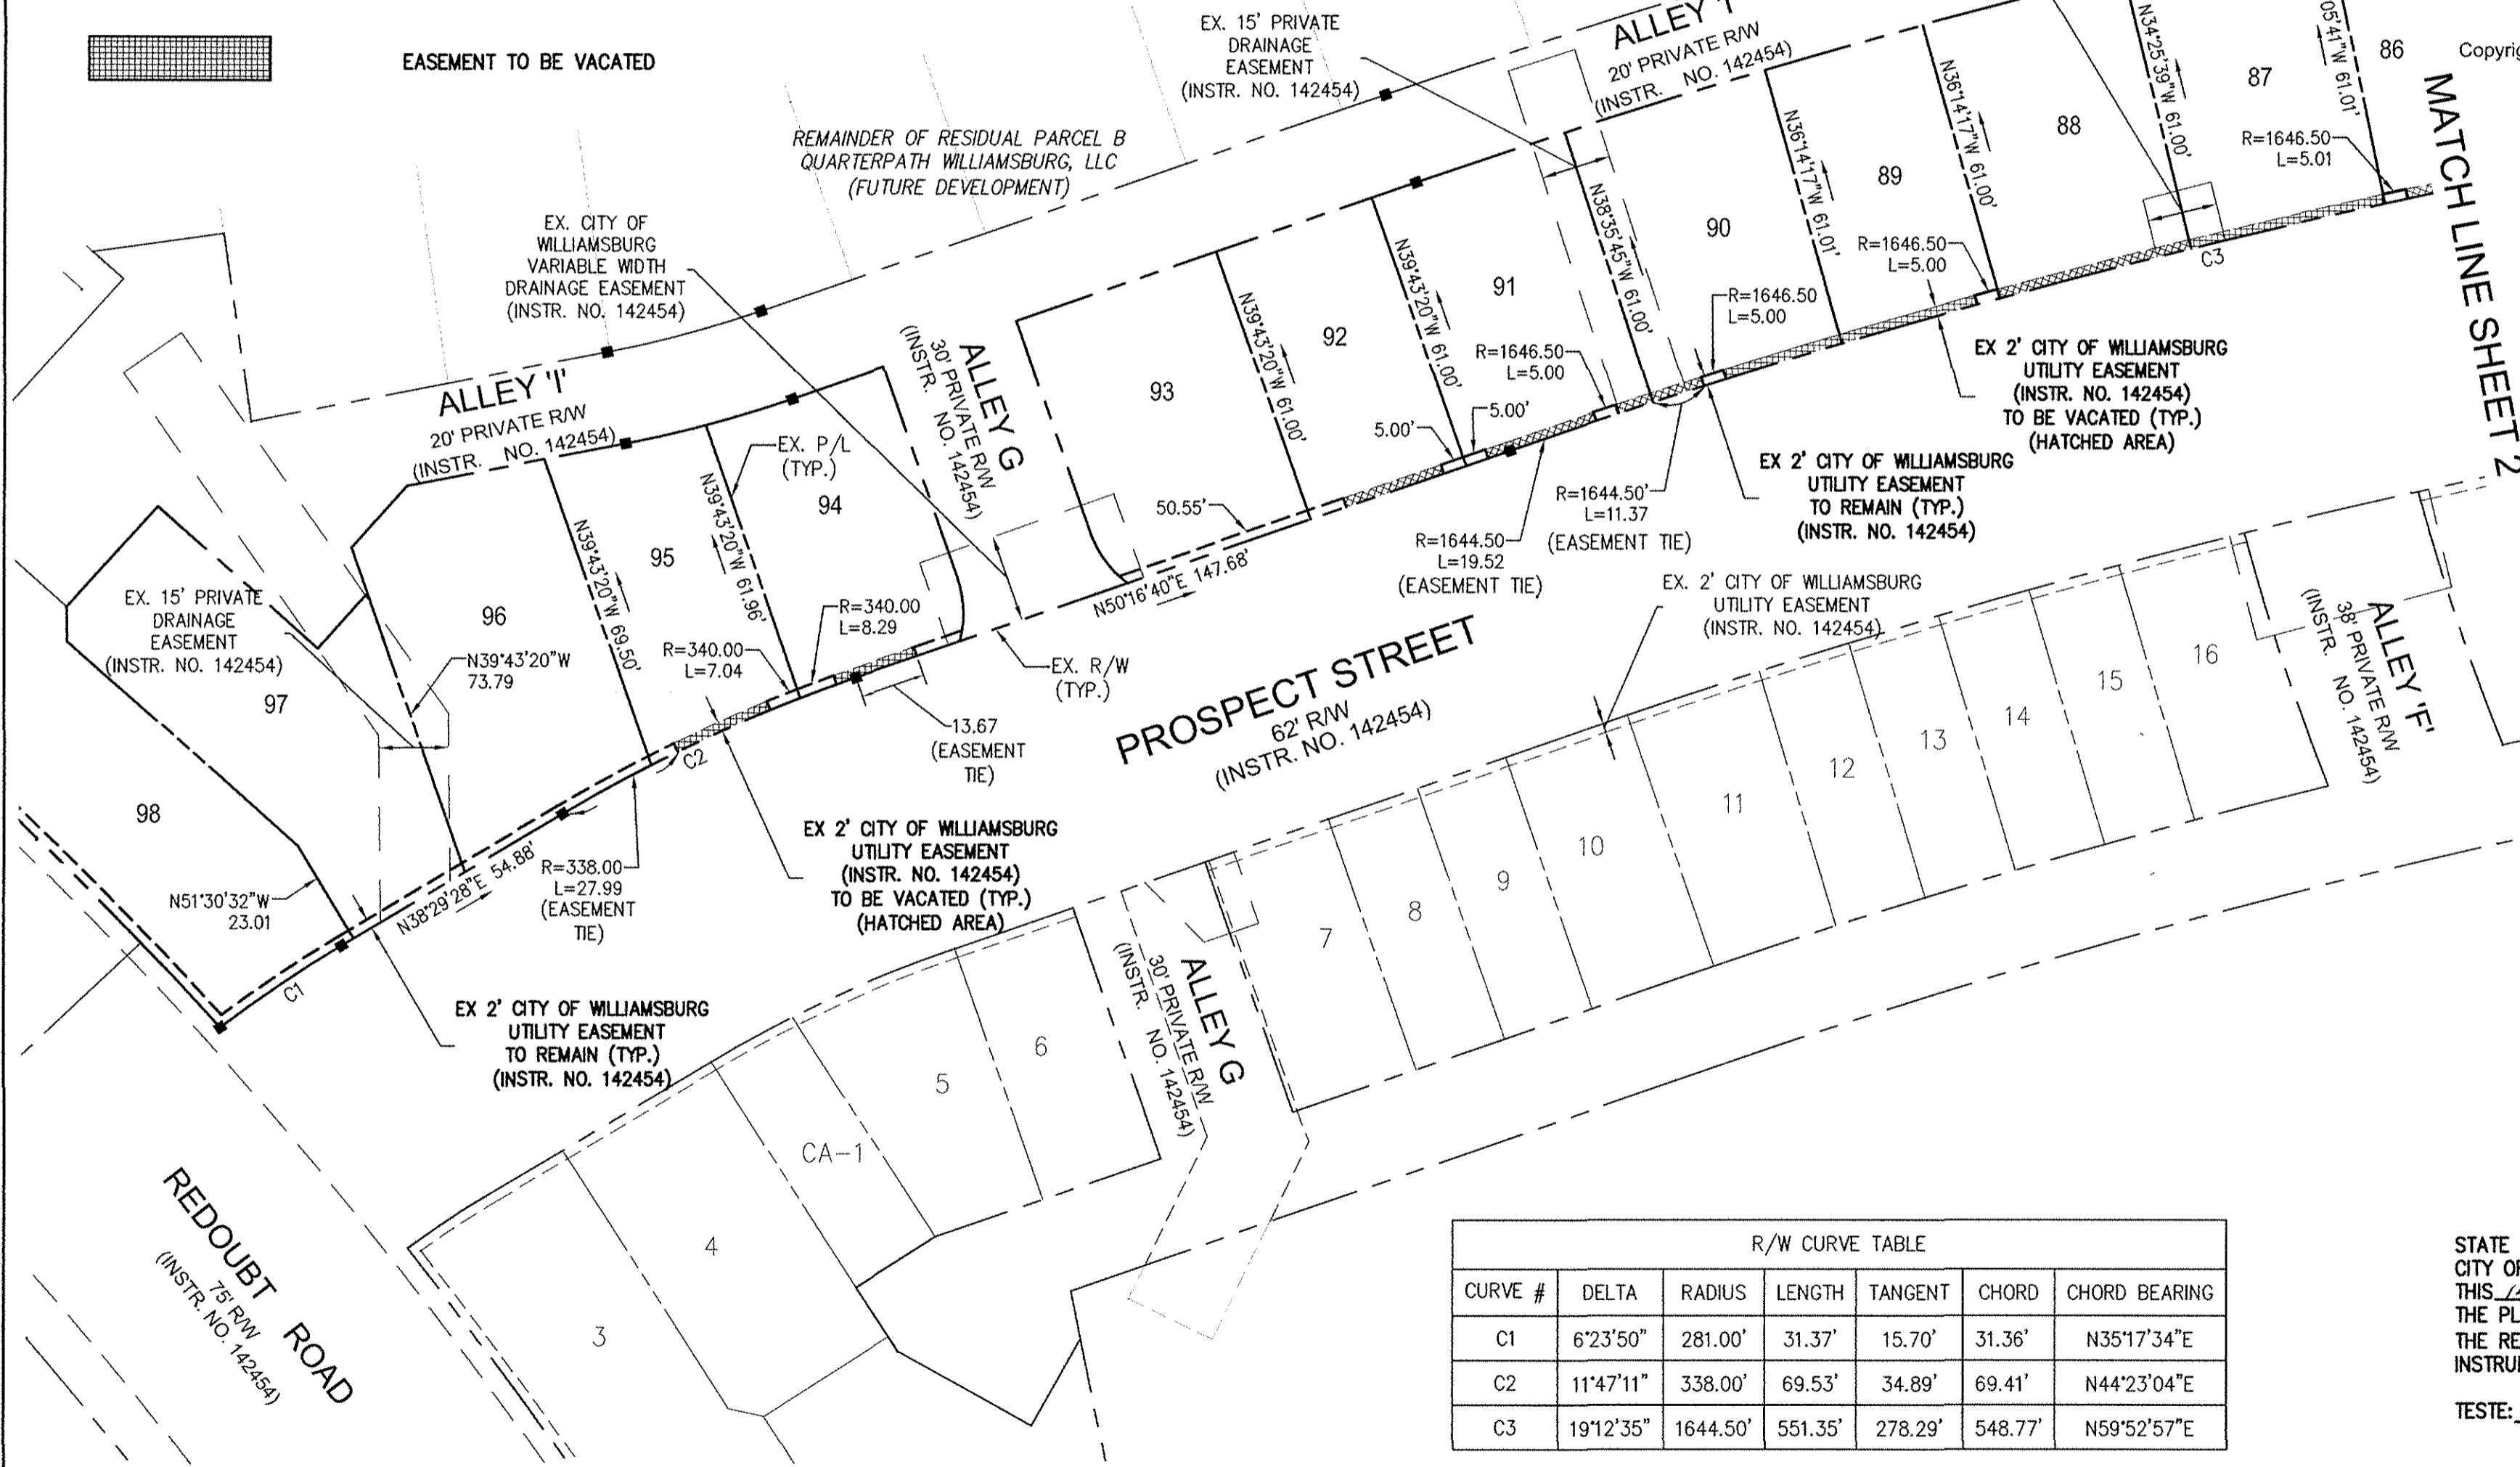 EASEMENT TO BE VACATED
EX. 15' PRIVATE
DRAINAGE
EASEMENT
(INSTR. NO. 142454)
20' PRIVATE R/W
(INSTR. NO. 142454)
N34°25'39"W 61.00'
05'41"W 61.01'
86
87
88
89
90
91
92
93
MATCH LINE SHEET 2
REMAINDER OF RESIDUAL PARCEL B
QUARTERPATH WILLIAMSBURG, LLC
(FUTURE DEVELOPMENT)
EX. CITY OF
WILLIAMSBURG
VARIABLE WIDTH
DRAINAGE EASEMENT
(INSTR. NO. 142454)
N36°14'17"W 61.00'
N36°14'17"W 61.01'
N38°35'45"W 61.00'
N39°43'20"W 61.00'
N39°43'20"W 61.00'
R=1646.50
L=5.01
R=1646.50
L=5.00
R=1646.50
L=5.00
R=1646.50
L=5.00
C3
5.00'
5.00'
50.55'
EX 2' CITY OF WILLIAMSBURG
UTILITY EASEMENT
(INSTR. NO. 142454)
TO BE VACATED (TYP.)
(HATCHED AREA)
EX 2' CITY OF WILLIAMSBURG
UTILITY EASEMENT
TO REMAIN (TYP.)
(INSTR. NO. 142454)
R=1644.50'
L=11.37
(EASEMENT TIE)
R=1644.50
L=19.52
(EASEMENT TIE)
ALLEY 'I'
20' PRIVATE R/W
(INSTR. NO. 142454)
ALLEY G
30' PRIVATE R/W
(INSTR. NO. 142454)
EX. P/L
(TYP.)
94
95
96
97
98
N39°43'20"W 61.96'
N39°43'20"W 69.50'
N39°43'20"W
73.79
EX. 15' PRIVATE
DRAINAGE
EASEMENT
(INSTR. NO. 142454)
R=340.00
L=8.29
R=340.00
L=7.04
N50°16'40"E 147.68'
EX. R/W
(TYP.)
13.67
(EASEMENT
TIE)
C2
EX. 2' CITY OF WILLIAMSBURG
UTILITY EASEMENT
(INSTR. NO. 142454)
PROSPECT STREET
62' R/W
(INSTR. NO. 142454)
EX 2' CITY OF WILLIAMSBURG
UTILITY EASEMENT
(INSTR. NO. 142454)
TO BE VACATED (TYP.)
(HATCHED AREA)
R=338.00
L=27.99
(EASEMENT
TIE)
N38°29'28"E 54.88'
N51°30'32"W
23.01
C1
EX 2' CITY OF WILLIAMSBURG
UTILITY EASEMENT
TO REMAIN (TYP.)
(INSTR. NO. 142454)
ALLEY 'F'
38' PRIVATE R/W
(INSTR. NO. 142454)
16
15
14
13
12
11
10
9
8
7
ALLEY G
30' PRIVATE R/W
(INSTR. NO. 142454)
6
5
CA-1
4
3
REDOUBT ROAD
75' R/W
(INSTR. NO. 142454)
R/W CURVE TABLE
CURVE # DELTA RADIUS LENGTH TANGENT CHORD CHORD BEARING
C1 6°23'50" 281.00' 31.37' 15.70' 31.36' N35°17'34"E
C2 11°47'11" 338.00' 69.53' 34.89' 69.41' N44°23'04"E
C3 19°12'35" 1644.50' 551.35' 278.29' 548.77' N59°52'57"E
STATE
CITY
THIS
THE
THE
TESTE: